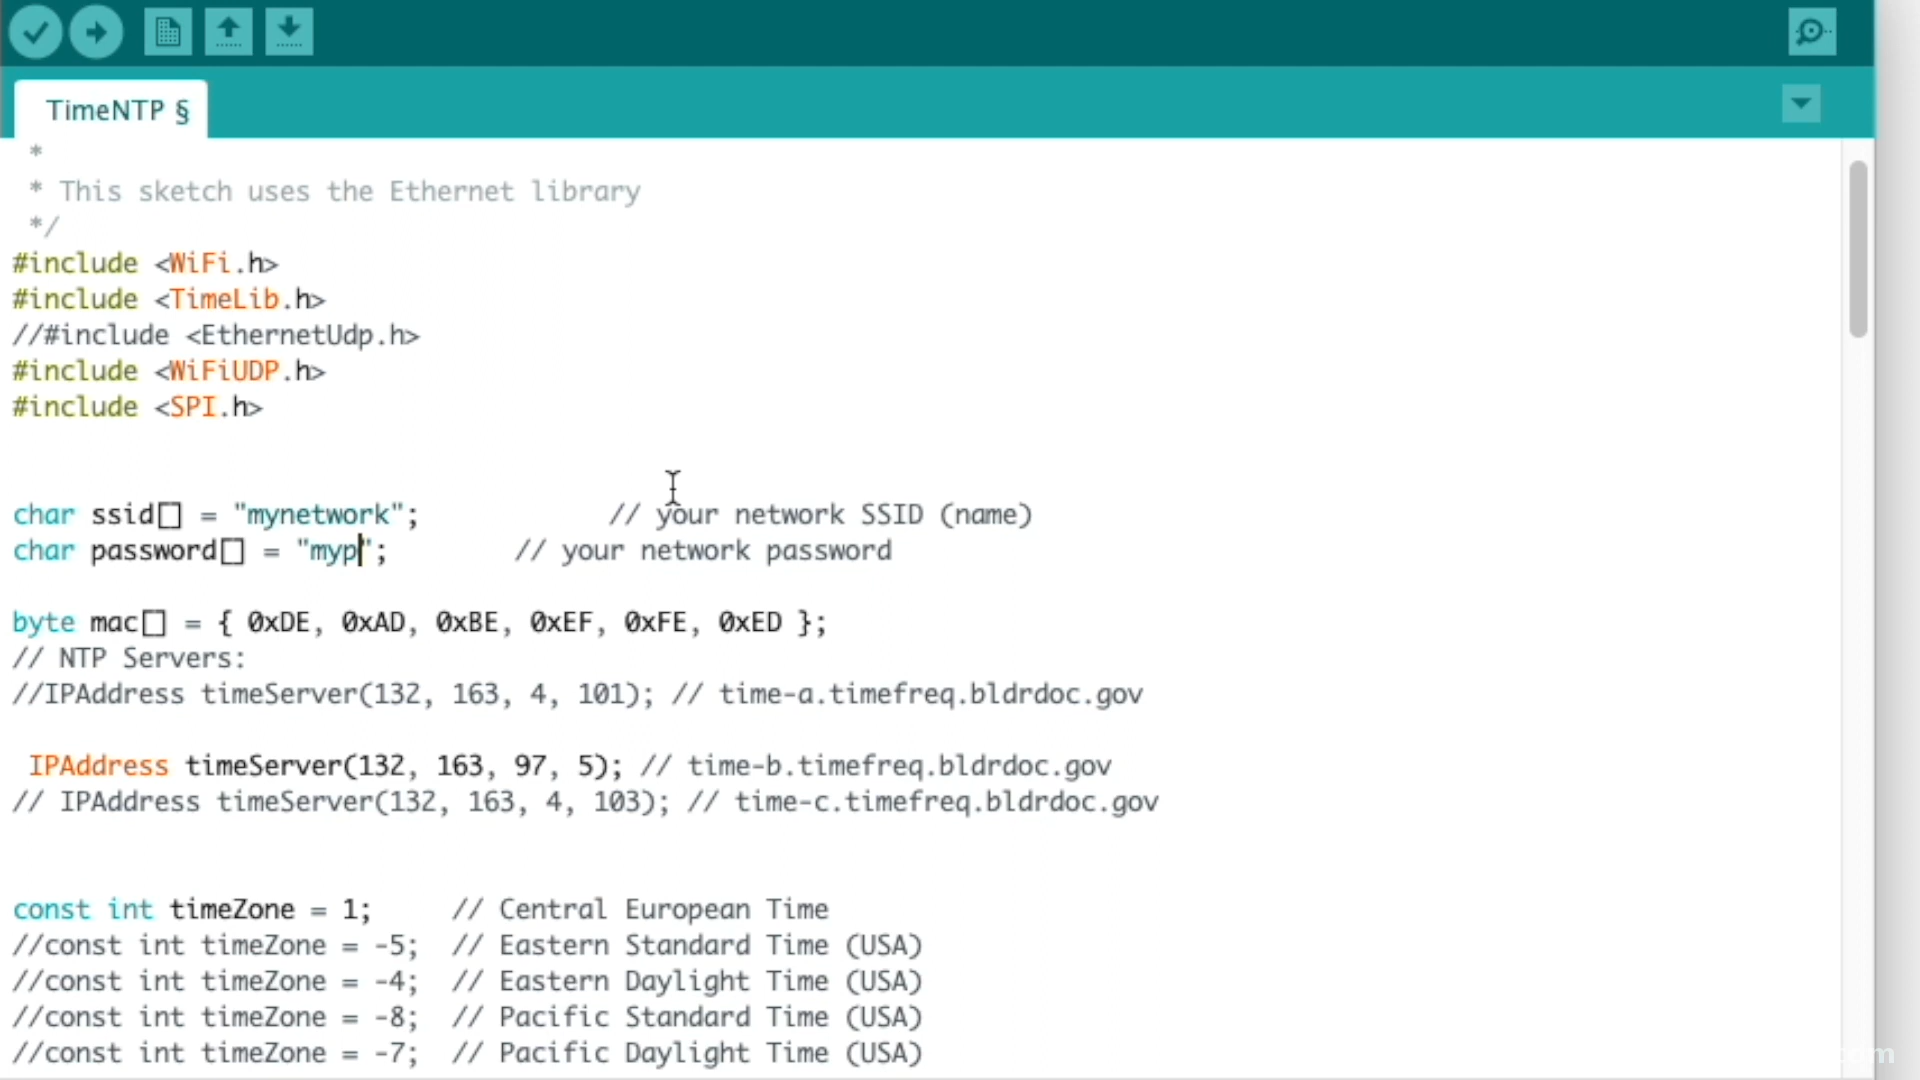 TimeNTP §
*
* This sketch uses the Ethernet library
*/
#include <WiFi.h>
#include <TimeLib.h>
//#include <EthernetUdp.h>
#include <WiFiUDP.h>
#include <SPI.h>
char ssid[] = "mynetwork"; // your network SSID (name)
char password[] = "myp"; // your network password
byte mac[] = { 0xDE, 0xAD, 0xBE, 0xEF, 0xFE, 0xED };
// NTP Servers:
//IPAddress timeServer(132, 163, 4, 101); // time-a.timefreq.bldrdoc.gov
IPAddress timeServer(132, 163, 97, 5); // time-b.timefreq.bldrdoc.gov
// IPAddress timeServer(132, 163, 4, 103); // time-c.timefreq.bldrdoc.gov
const int timeZone = 1; // Central European Time
//const int timeZone = -5; // Eastern Standard Time (USA)
//const int timeZone = -4; // Eastern Daylight Time (USA)
//const int timeZone = -8; // Pacific Standard Time (USA)
//const int timeZone = -7; // Pacific Daylight Time (USA)